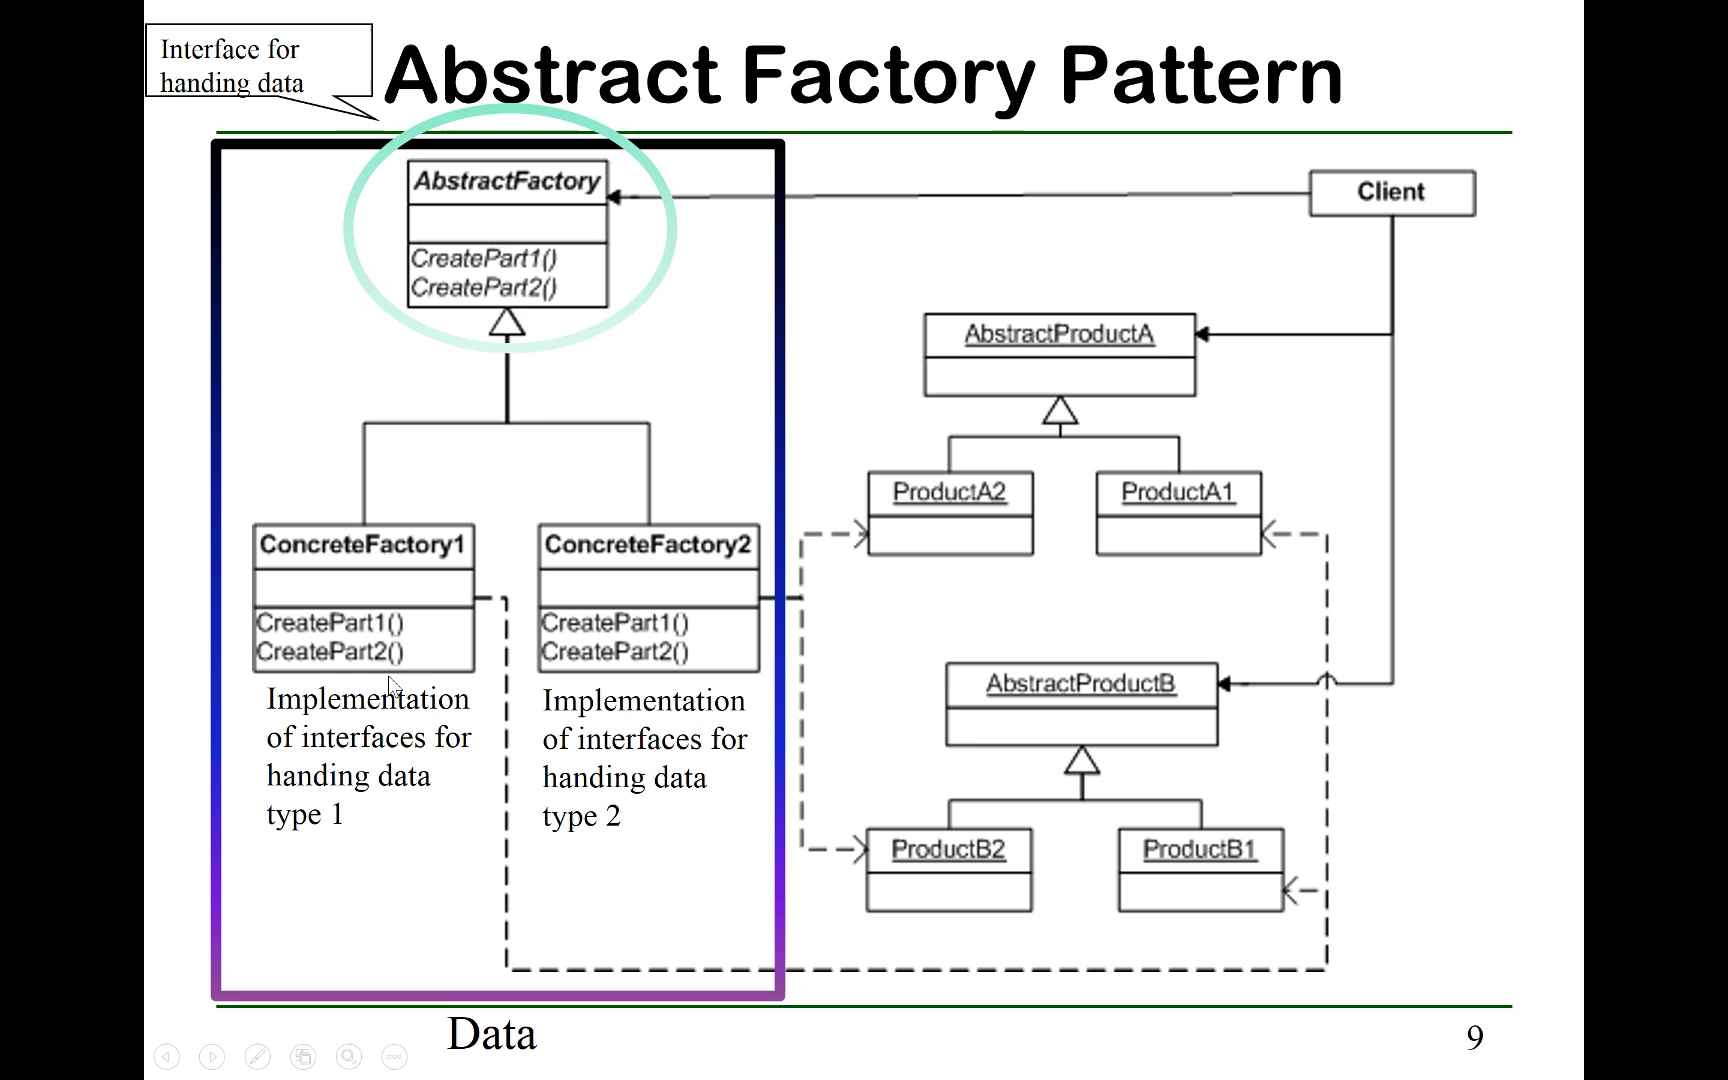 Interface for
handing data
Abstract Factory Pattern
AbstractFactory
CreatePart1()
CreatePart2()
Client
AbstractProductA
ProductA2
ProductA1
ConcreteFactory1
CreatePart1()
CreatePart2()
ConcreteFactory2
CreatePart1()
CreatePart2()
Implementation
of interfaces for
handing data
type 1
Implementation
of interfaces for
handing data
type 2
AbstractProductB
ProductB2
ProductB1
Data
9